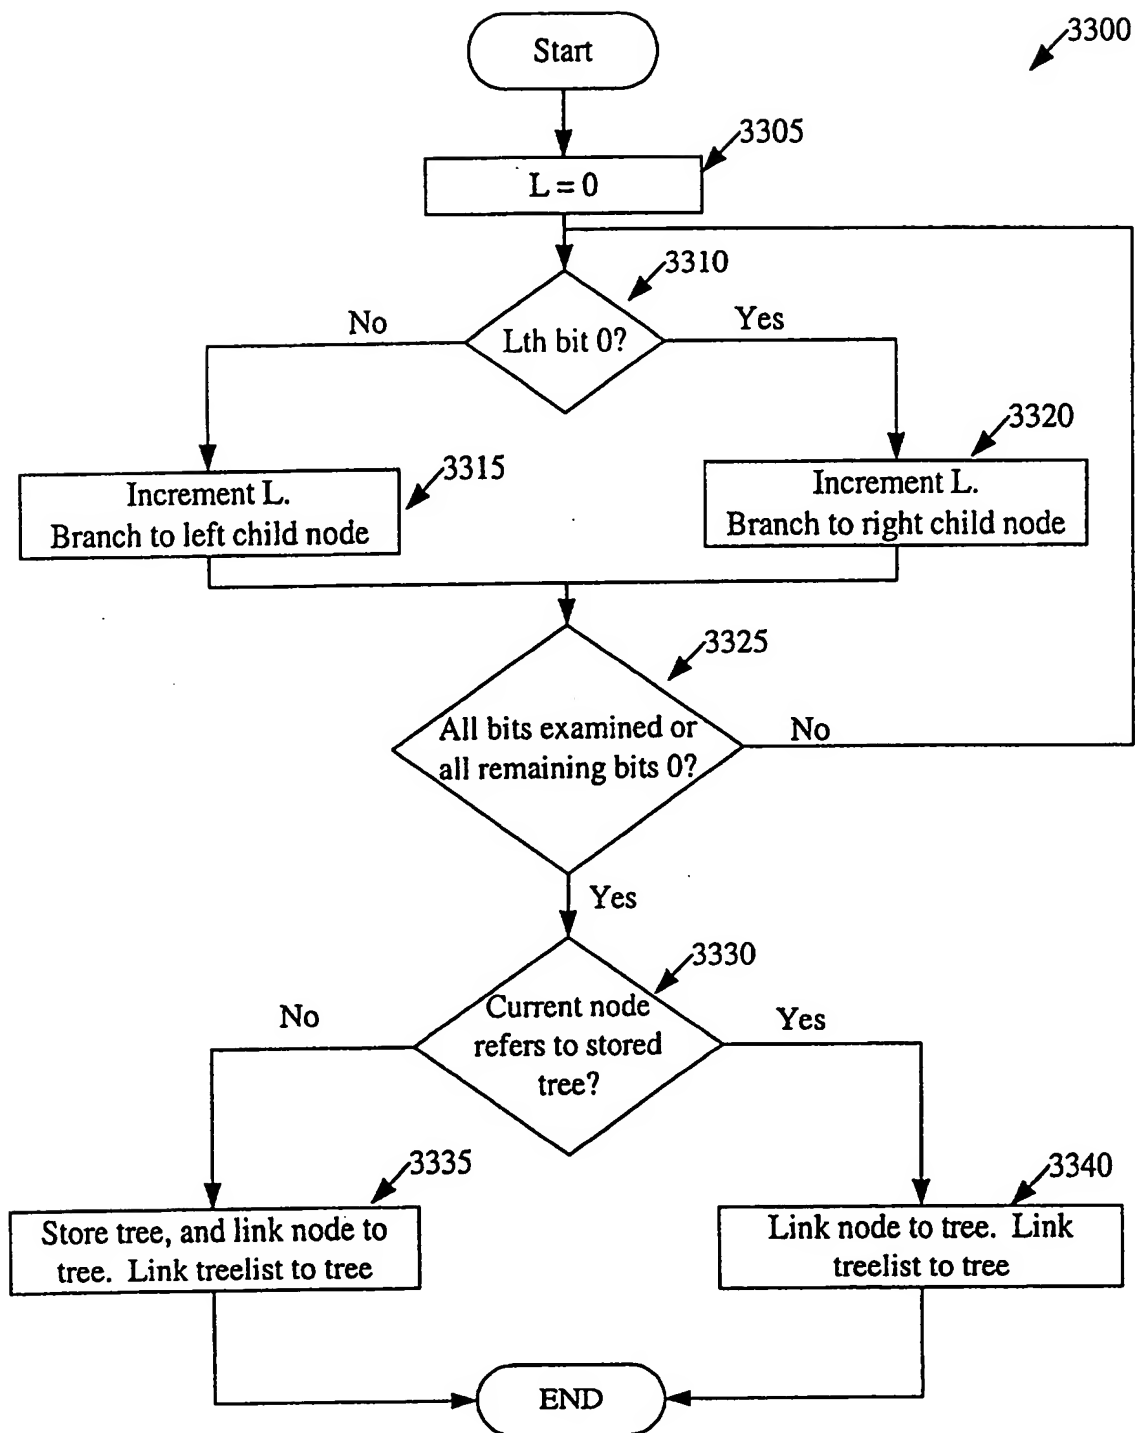 3300
Start
3305
L = 0
3310
No
Yes
Lth bit 0?
3320
3315
Increment L.
Branch to left child node
Increment L.
Branch to right child node
3325
All bits examined or
all remaining bits 0?
No
Yes
3330
No
Current node
refers to stored
tree?
Yes
3335
3340
Store tree, and link node to
tree. Link treelist to tree
Link node to tree. Link
treelist to tree
END